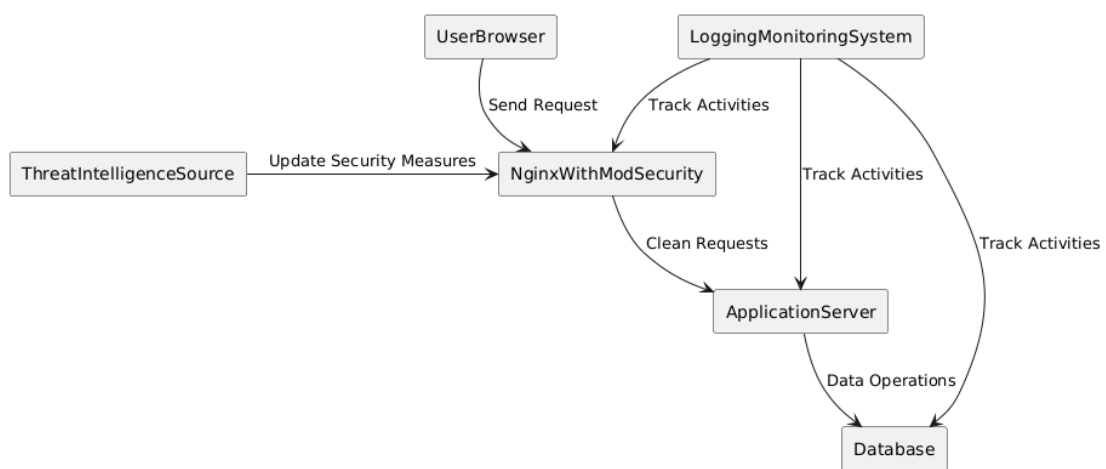 UserBrowser
LoggingMonitoringSystem
Send Request
Track Activities
ThreatIntelligenceSource
Update Security Measures
NginxWithModSecurity
Track Activities
Clean Requests
Track Activities
ApplicationServer
Data Operations
Database